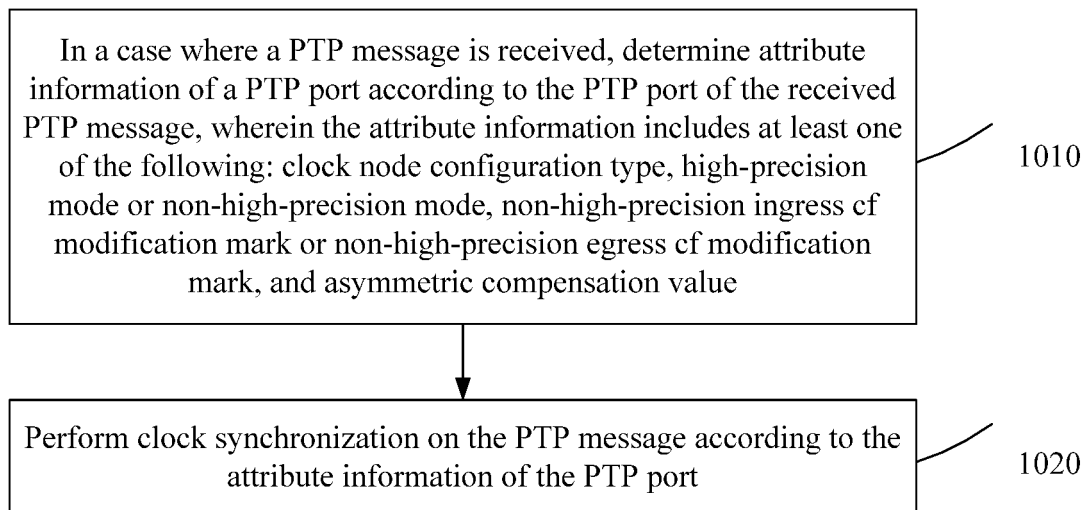 In a case where a PTP message is received, determine attribute
information of a PTP port according to the PTP port of the received
PTP message, wherein the attribute information includes at least one
of the following: clock node configuration type, high-precision
mode or non-high-precision mode, non-high-precision ingress cf
modification mark or non-high-precision egress cf modification
mark, and asymmetric compensation value
1010
Perform clock synchronization on the PTP message according to the
attribute information of the PTP port
1020